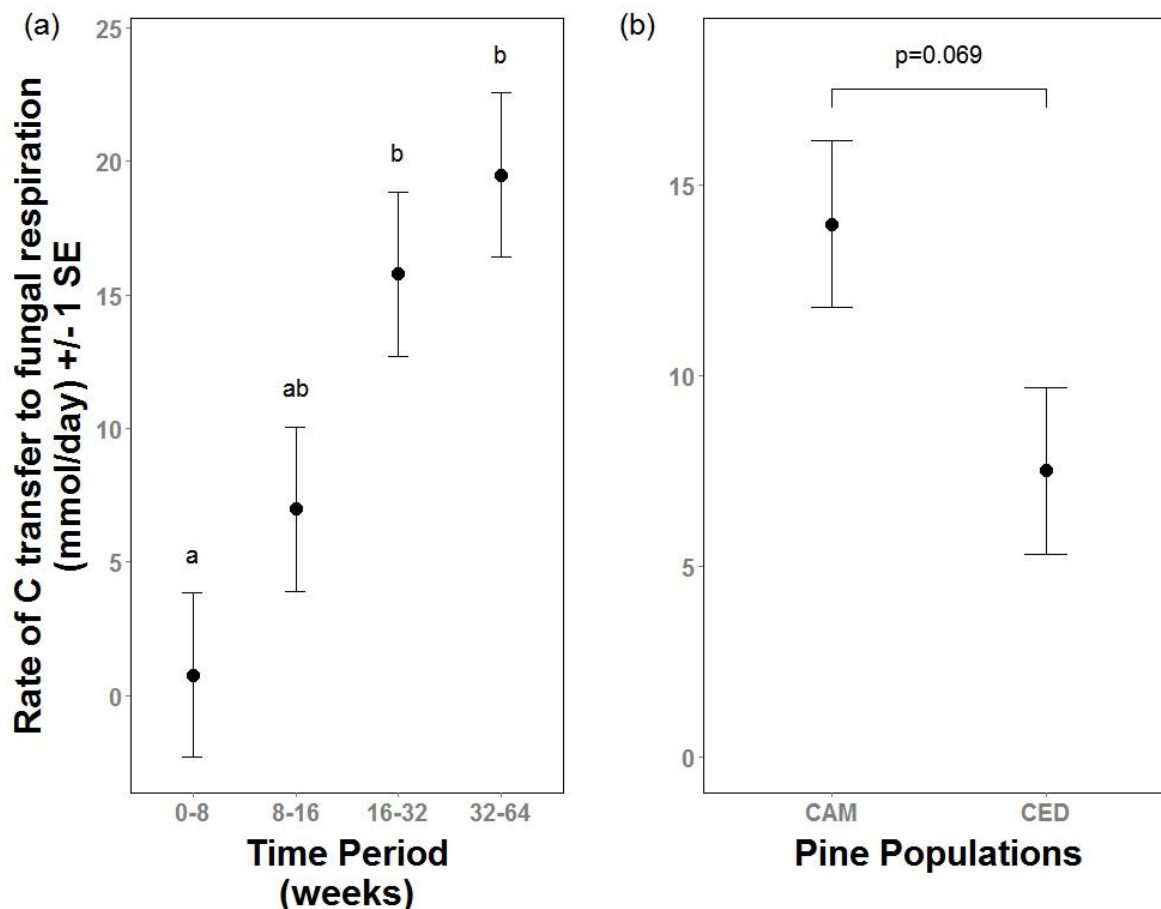 (a)
Rate of C transfer to fungal respiration
(mmol/day) +/- 1 SE
25
20
15
10
5
0
a
ab
b
b
0-8 8-16 16-32 32-64
Time Period
(weeks)
(b)
p=0.069
15
10
5
0
CAM CED
Pine Populations